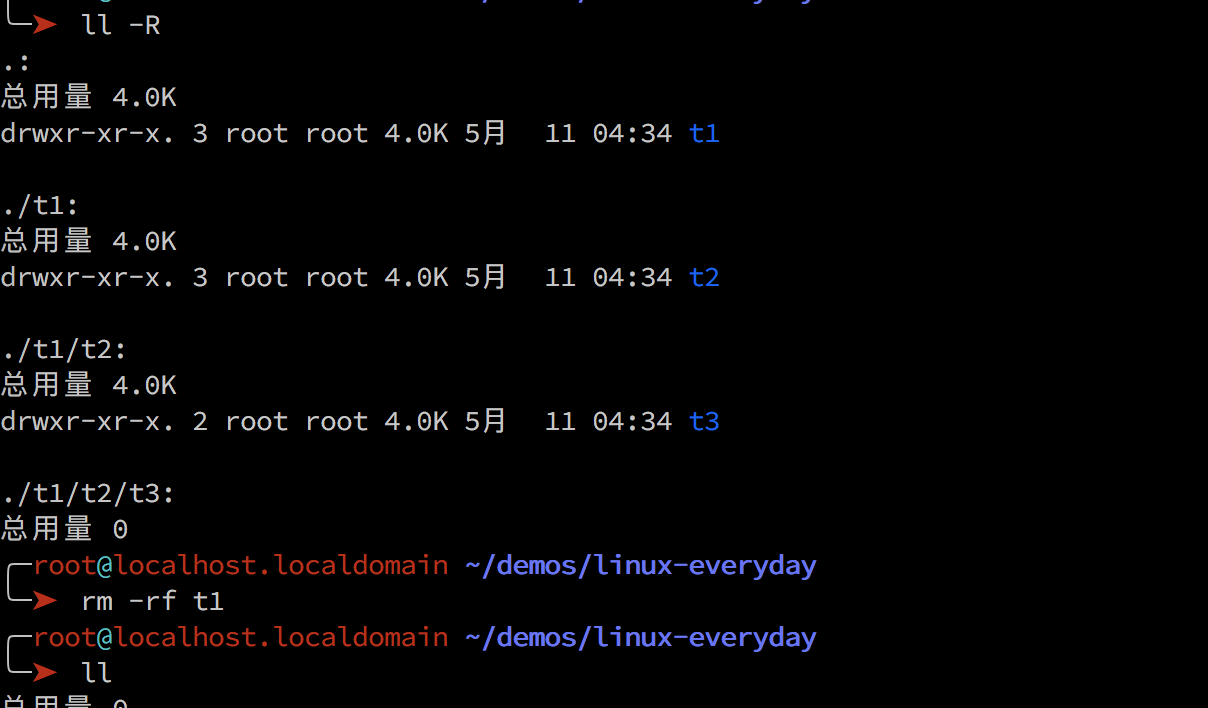 ll -R
.:
总用量 4.0K
drwxr-xr-x. 3 root root 4.0K 5月  11 04:34 t1
./t1:
总用量 4.0K
drwxr-xr-x. 3 root root 4.0K 5月  11 04:34 t2
./t1/t2:
总用量 4.0K
drwxr-xr-x. 2 root root 4.0K 5月  11 04:34 t3
./t1/t2/t3:
总用量 0
root@localhost.localdomain ~/demos/linux-everyday
rm -rf t1
root@localhost.localdomain ~/demos/linux-everyday
ll
总用量 0